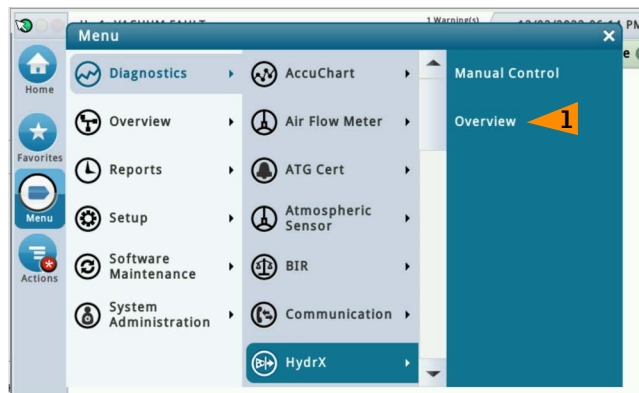 1 Warning(s)
Menu
Home
Favorites
Menu
Actions
Diagnostics
Overview
Reports
Setup
Software
Maintenance
System
Administration
AccuChart
Air Flow Meter
ATG Cert
Atmospheric
Sensor
BIR
Communication
HydrX
Manual Control
Overview
1